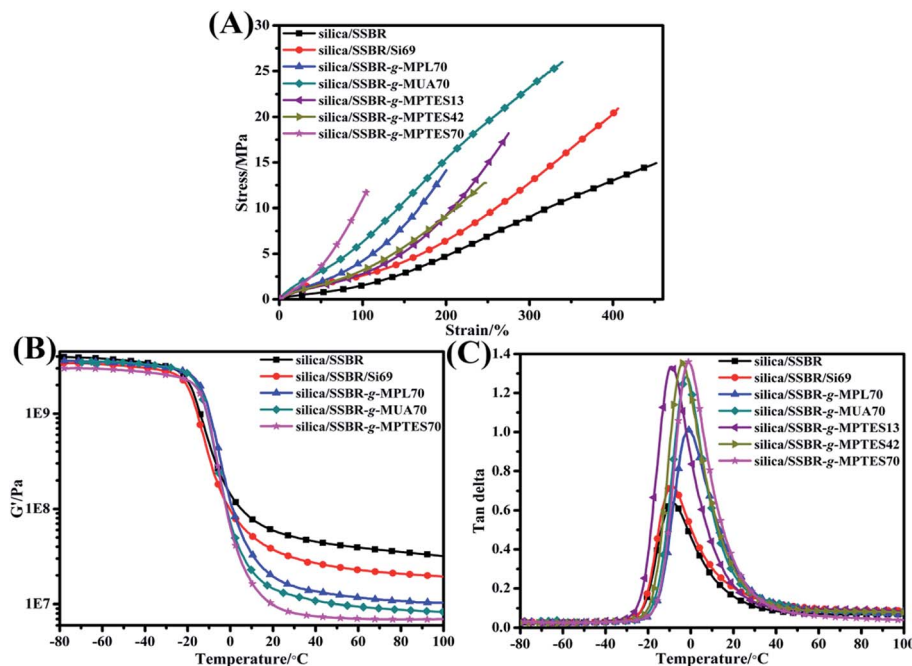 (A)
silica/SSBR
silica/SSBR/Si69
silica/SSBR-g-MPL70
silica/SSBR-g-MUA70
silica/SSBR-g-MPTES13
silica/SSBR-g-MPTES42
silica/SSBR-g-MPTES70
Stress/MPa
30
25
20
15
10
5
0
0 100 200 300 400
Strain/%
(B)
silica/SSBR
silica/SSBR/Si69
silica/SSBR-g-MPL70
silica/SSBR-g-MUA70
silica/SSBR-g-MPTES70
G'/Pa
1E9
1E8
1E7
-80 -60 -40 -20 0 20 40 60 80 100
Temperature/°C
(C)
silica/SSBR
silica/SSBR/Si69
silica/SSBR-g-MPL70
silica/SSBR-g-MUA70
silica/SSBR-g-MPTES13
silica/SSBR-g-MPTES42
silica/SSBR-g-MPTES70
Tan delta
1.4
1.2
1.0
0.8
0.6
0.4
0.2
0.0
-80 -60 -40 -20 0 20 40 60 80 100
Temperature/°C